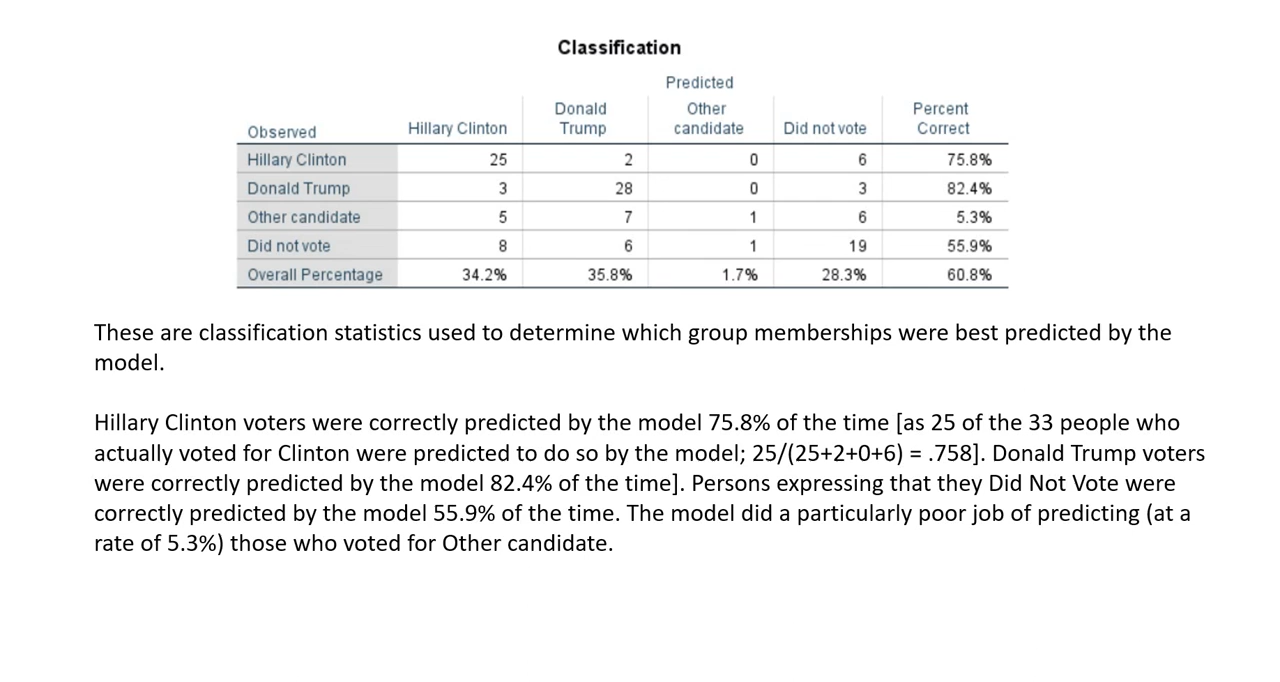 Classification
Predicted
Observed Hillary Clinton Donald Trump Other candidate Did not vote Percent Correct
Hillary Clinton 25 2 0 6 75.8%
Donald Trump 3 28 0 3 82.4%
Other candidate 5 7 1 6 5.3%
Did not vote 8 6 1 19 55.9%
Overall Percentage 34.2% 35.8% 1.7% 28.3% 60.8%
These are classification statistics used to determine which group memberships were best predicted by the
model.
Hillary Clinton voters were correctly predicted by the model 75.8% of the time [as 25 of the 33 people who
actually voted for Clinton were predicted to do so by the model; 25/(25+2+0+6) = .758]. Donald Trump voters
were correctly predicted by the model 82.4% of the time]. Persons expressing that they Did Not Vote were
correctly predicted by the model 55.9% of the time. The model did a particularly poor job of predicting (at a
rate of 5.3%) those who voted for Other candidate.